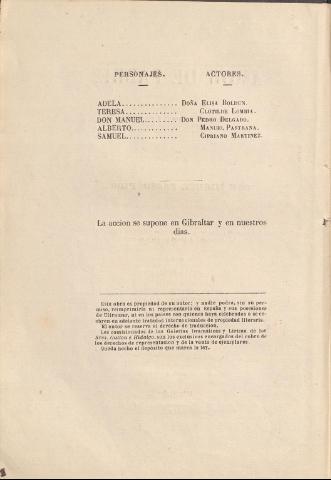 PERSONAJES. ACTORES.
ADELA. . . . . . . . . . . . . . . DOÑA ELISA BOLDUN.
TERESA. . . . . . . . . . . . . . CLOTILDE LOMBIA.
DON MANUEL. . . . . . . . . DON PEDRO DELGADO.
ALBERTO. . . . . . . . . . . . MANUEL PASTRANA.
SAMUEL. . . . . . . . . . . . . CIPRIANO MARTINEZ.
La accion se supone en Gibraltar y en nuestros
dias.
Esta obra es propiedad de su autor; y nadie podrá, sin su per-
miso, reimprimirla ni representarla en España y sus posesiones
de Ultramar, ni en los paises con quienes haya celebrados o se ce-
lebren en adelante tratados internacionales de propiedad literaria.
El autor se reserva el derecho de traduccion.
Los comisionados de las Galerías Dramáticas y Líricas de los
Sres. Gullon e Hidalgo, son los exclusivos encargados del cobro de
los derechos de representacion y de la venta de ejemplares.
Queda hecho el depósito que marca la ley.